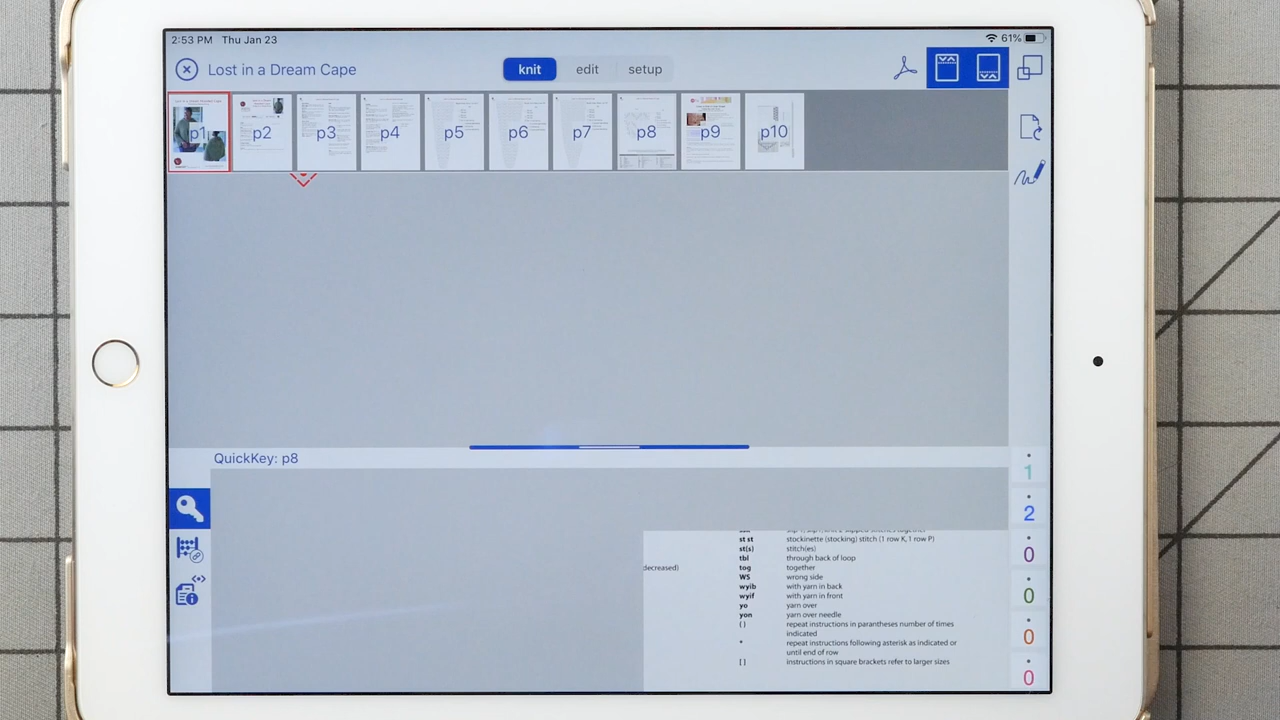 2:53 PM Thu Jan 23
61%
Lost in a Dream Cape
knit
edit
setup
p1
p2
p3
p4
p5
p6
p7
p8
p9
p10
QuickKey: p8
1
2
0
0
0
0
st st stockinette (stocking) stitch (1 row K, 1 row P)
st(s) stitch(es)
tbl through back of loop
decreased) tog together
WS wrong side
wyib with yarn in back
wyif with yarn in front
yo yarn over
yon yarn over needle
( ) repeat instructions in parantheses number of times
indicated
* repeat instructions following asterisk as indicated or
until end of row
[ ] instructions in square brackets refer to larger sizes